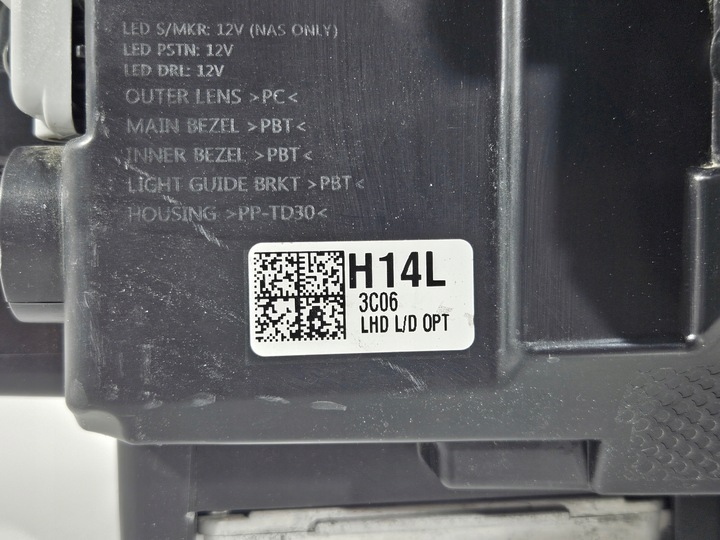 LED S/MKR: 12V (NAS ONLY)
LED PSTN: 12V
LED DRL: 12V
OUTER LENS >PC<
MAIN BEZEL >PBT<
INNER BEZEL >PBT<
LIGHT GUIDE BRKT >PBT<
HOUSING >PP-TD30<
H14L
3C06
LHD L/D OPT